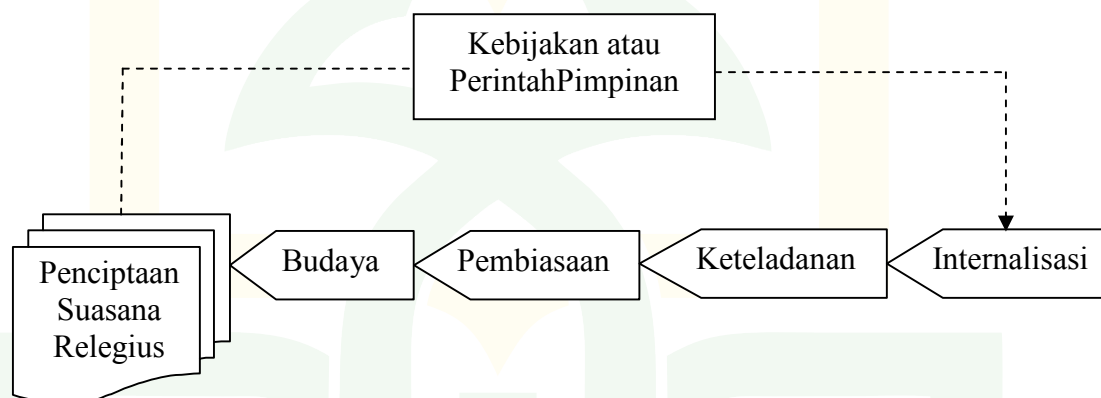 Kebijakan atau
PerintahPimpinan
Penciptaan
Suasana
Relegius
Budaya
Pembiasaan
Keteladanan
Internalisasi